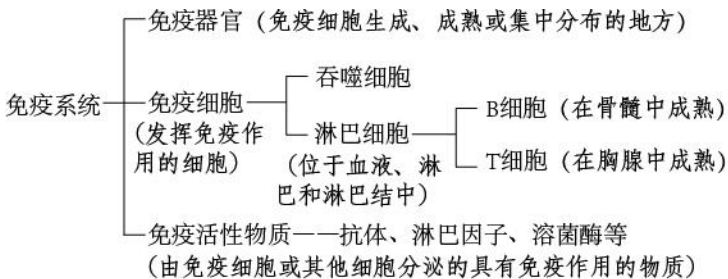 免疫器官（免疫细胞生成、成熟或集中分布的地方）
吞噬细胞
免疫系统
免疫细胞
B细胞（在骨髓中成熟）
（发挥免疫作
用的细胞）
淋巴细胞
（位于血液、淋
巴和淋巴结中）
T细胞（在胸腺中成熟）
免疫活性物质——抗体、淋巴因子、溶菌酶等
（由免疫细胞或其他细胞分泌的具有免疫作用的物质）